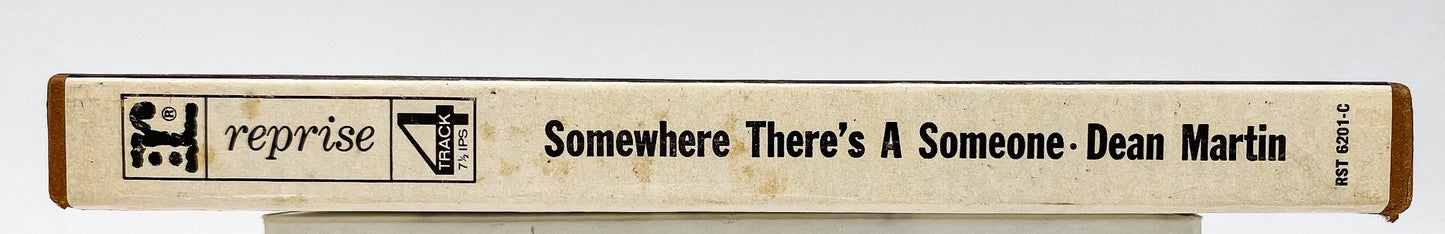 r: ®
reprise
4 TRACK
7½ IPS
Somewhere There's A Someone · Dean Martin
RST 6201-C